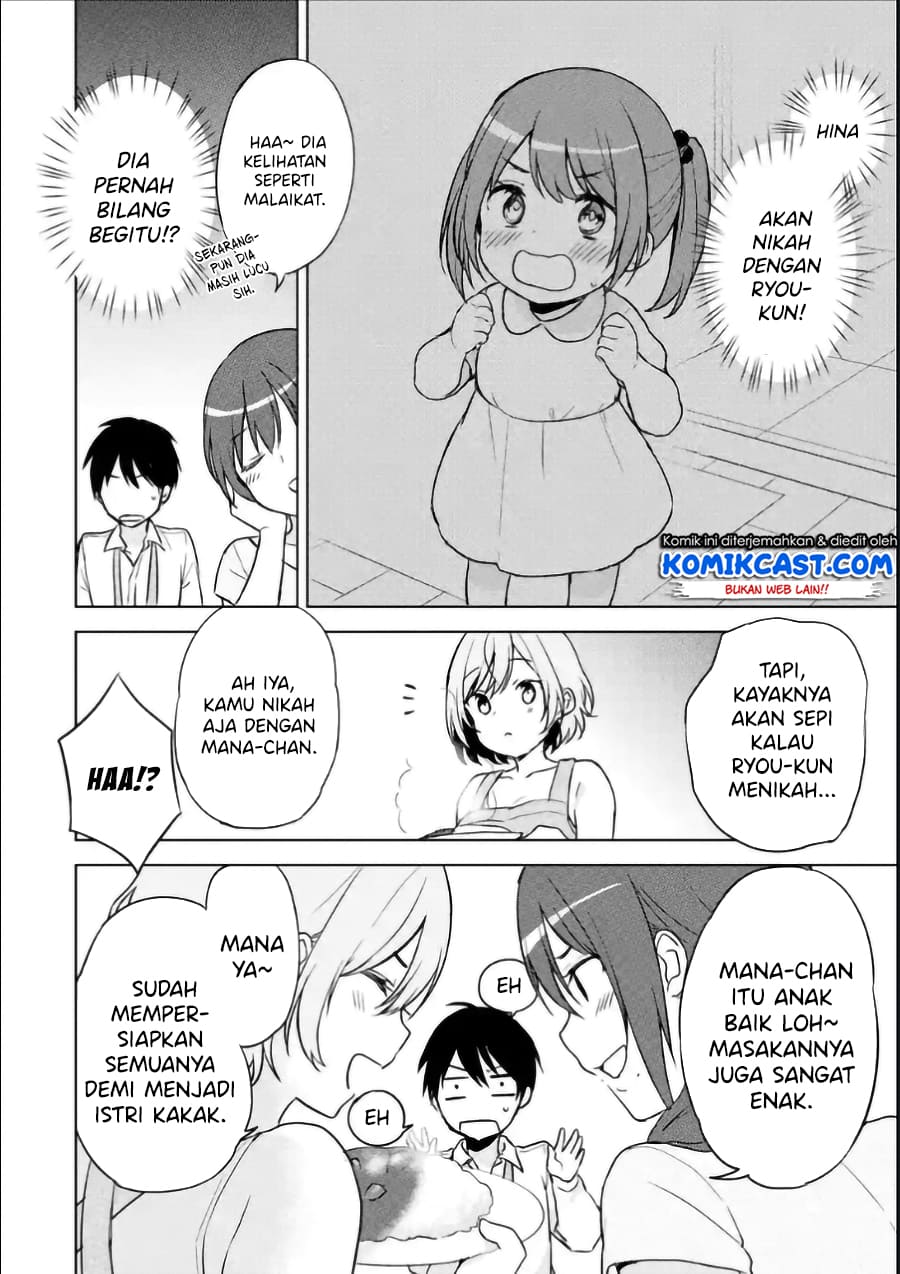 HINA
AKAN
NIKAH
DENGAN
RYOU-
KUN!
HAA~ DIA
KELIHATAN
SEPERTI
MALAIKAT.
SEKARANG-
PUN DIA
MASIH LUCU
SIH.
DIA
PERNAH
BILANG
BEGITU!?
Komik ini diterjemahkan & diedit oleh
KOMIKCAST.COM
BUKAN WEB LAIN!!
TAPI,
KAYAKNYA
AKAN SEPI
KALAU
RYOU-KUN
MENIKAH...
AH IYA,
KAMU NIKAH
AJA DENGAN
MANA-CHAN.
HAA!?
MANA-CHAN
ITU ANAK
BAIK LOH~
MASAKANNYA
JUGA SANGAT
ENAK.
EH
EH
MANA
YA~
SUDAH
MEMPER-
SIAPKAN
SEMUANYA
DEMI MENJADI
ISTRI KAKAK.